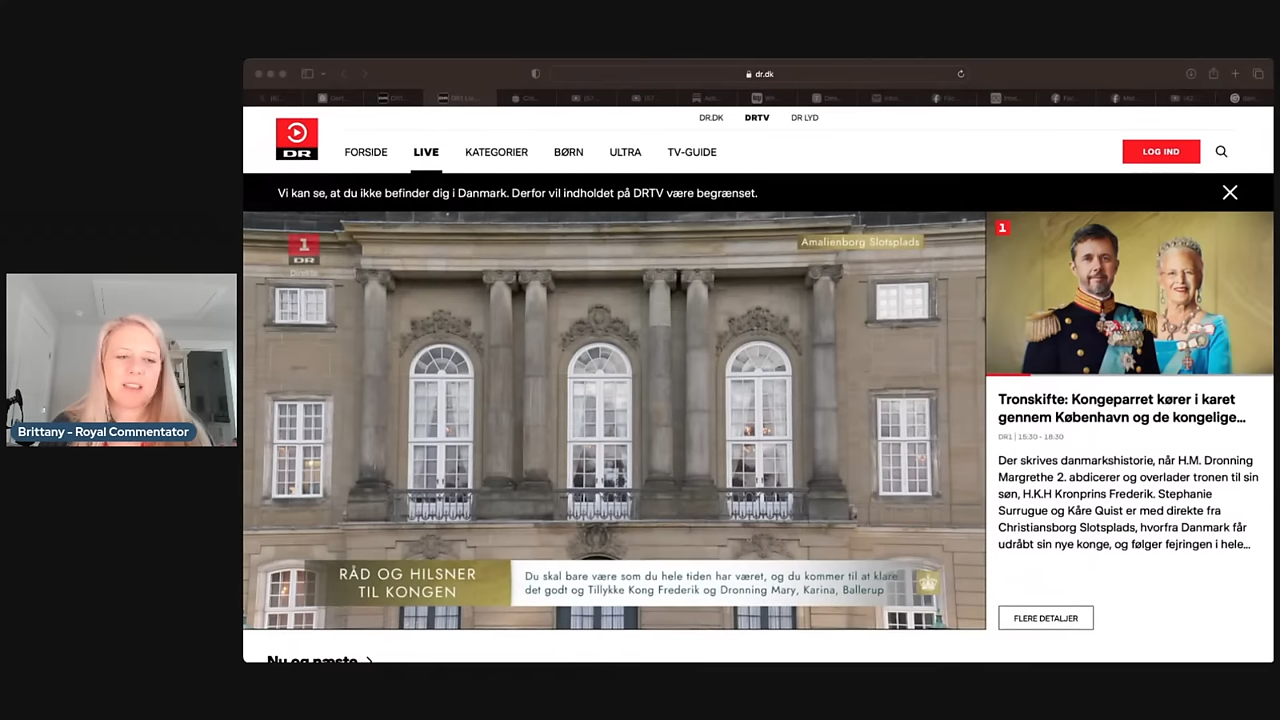 dr.dk
DR.DK
DRTV
DR LYD
DR
FORSIDE
LIVE
KATEGORIER
BØRN
ULTRA
TV-GUIDE
LOG IND
Vi kan se, at du ikke befinder dig i Danmark. Derfor vil indholdet på DRTV være begrænset.
1
DR
Direkte
Amalienborg Slotsplads
1
Tronskifte: Kongeparret kører i karet
gennem København og de kongelige...
DR1 | 15:30 - 18:30
Der skrives danmarkshistorie, når H.M. Dronning
Margrethe 2. abdicerer og overlader tronen til sin
søn, H.K.H Kronprins Frederik. Stephanie
Surrugue og Kåre Quist er med direkte fra
Christiansborg Slotsplads, hvorfra Danmark får
udråbt sin nye konge, og følger fejringen i hele...
FLERE DETALJER
Brittany - Royal Commentator
RÅD OG HILSNER
TIL KONGEN
Du skal bare være som du hele tiden har været, og du kommer til at klare
det godt og Tillykke Kong Frederik og Dronning Mary, Karina, Ballerup
Nu og næste